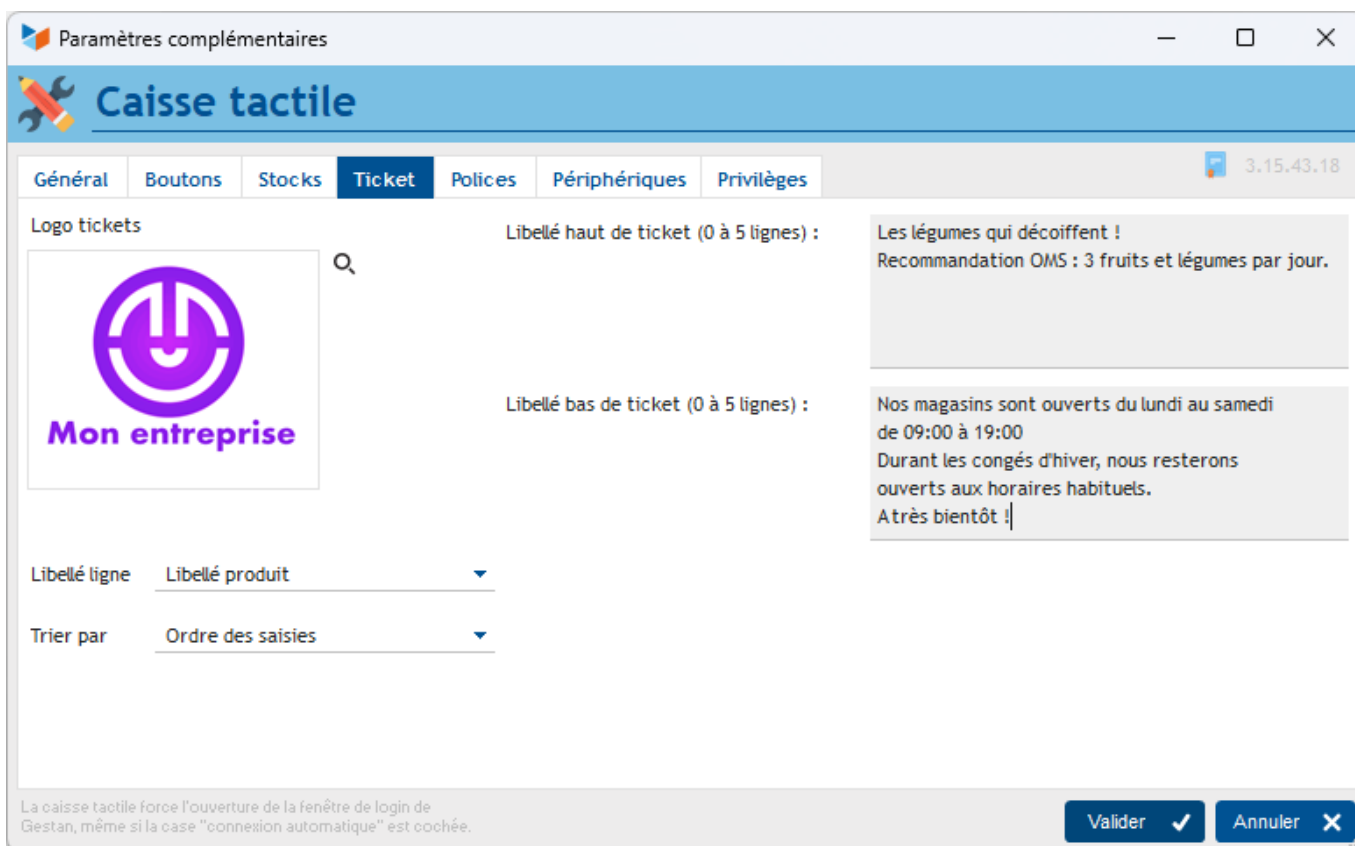 Paramètres complémentaires
Caisse tactile
Général Boutons Stocks Ticket Polices Périphériques Privilèges
3.15.43.18
Logo tickets
Mon entreprise
Libellé haut de ticket (0 à 5 lignes) :
Les légumes qui décoiffent !
Recommandation OMS : 3 fruits et légumes par jour.
Libellé bas de ticket (0 à 5 lignes) :
Nos magasins sont ouverts du lundi au samedi
de 09:00 à 19:00
Durant les congés d'hiver, nous resterons
ouverts aux horaires habituels.
A très bientôt !
Libellé ligne Libellé produit
Trier par Ordre des saisies
La caisse tactile force l'ouverture de la fenêtre de login de
Gestan, même si la case "connexion automatique" est cochée.
Valider Annuler